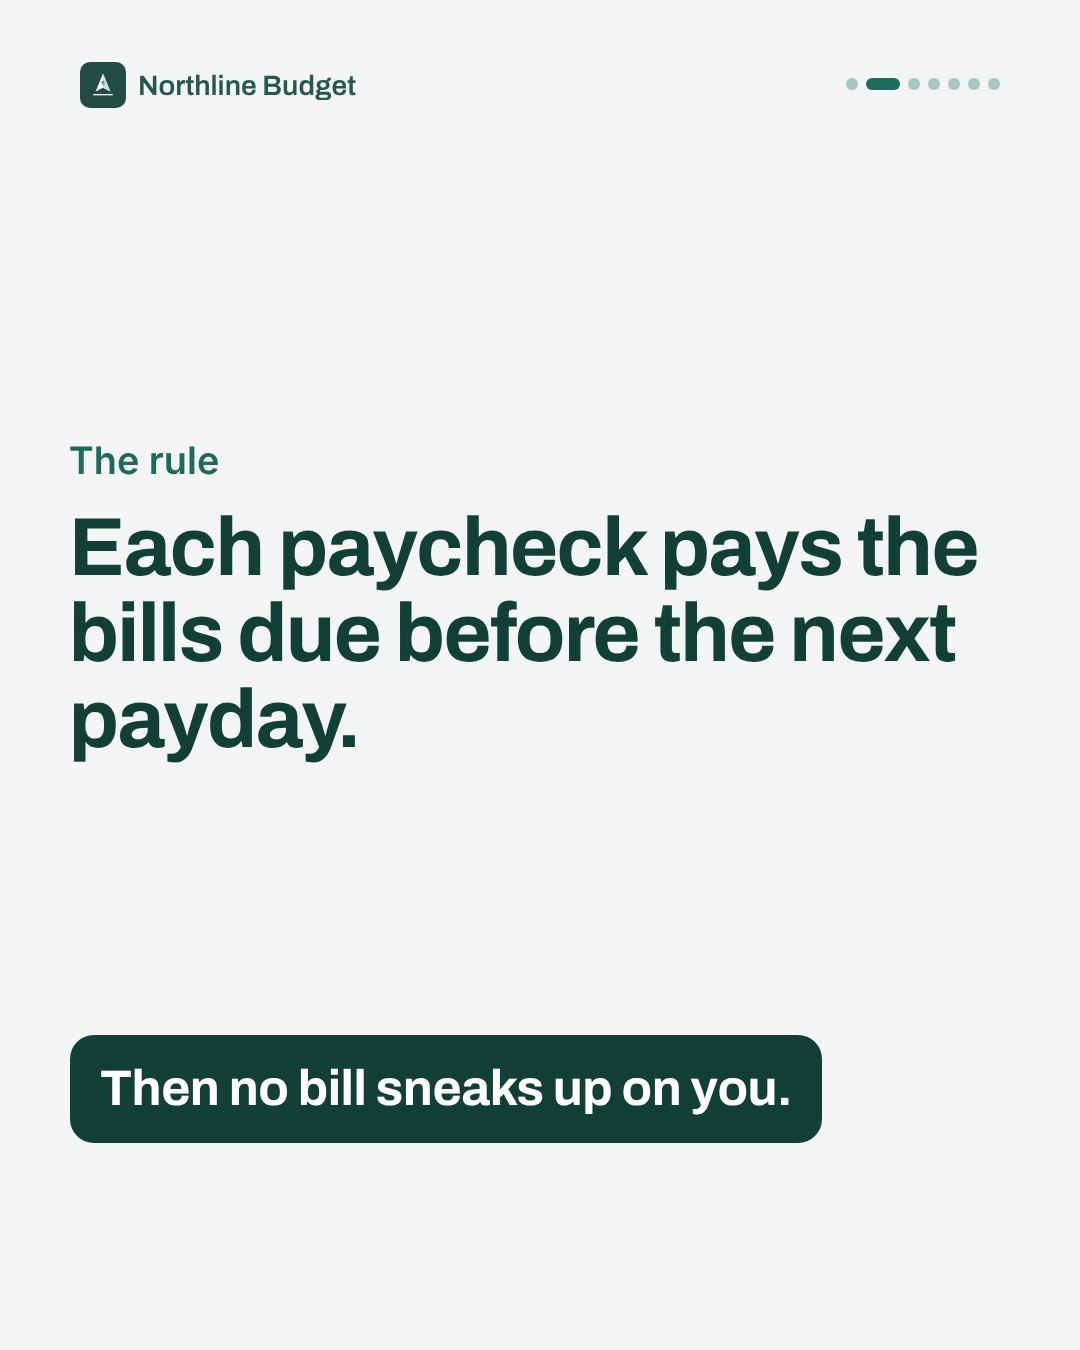 Northline Budget
The rule
Each paycheck pays the
bills due before the next
payday.
Then no bill sneaks up on you.